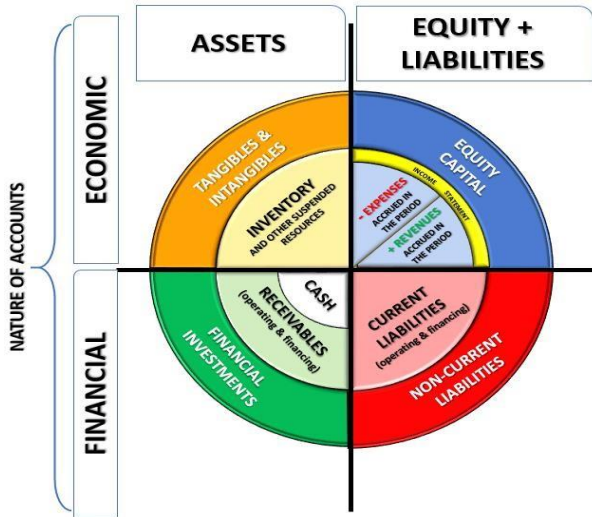 ASSETS
EQUITY +
LIABILITIES
NATURE OF ACCOUNTS
ECONOMIC
FINANCIAL
TANGIBLES &
INTANGIBLES
INVENTORY
AND OTHER SUSPENDED
RESOURCES
EQUITY
CAPITAL
INCOME STATEMENT
- EXPENSES
ACCRUED IN
THE PERIOD
+ REVENUES
ACCRUED IN
THE PERIOD
CASH
RECEIVABLES
(operating & financing)
FINANCIAL
INVESTMENTS
CURRENT
LIABILITIES
(operating & financing)
NON-CURRENT
LIABILITIES